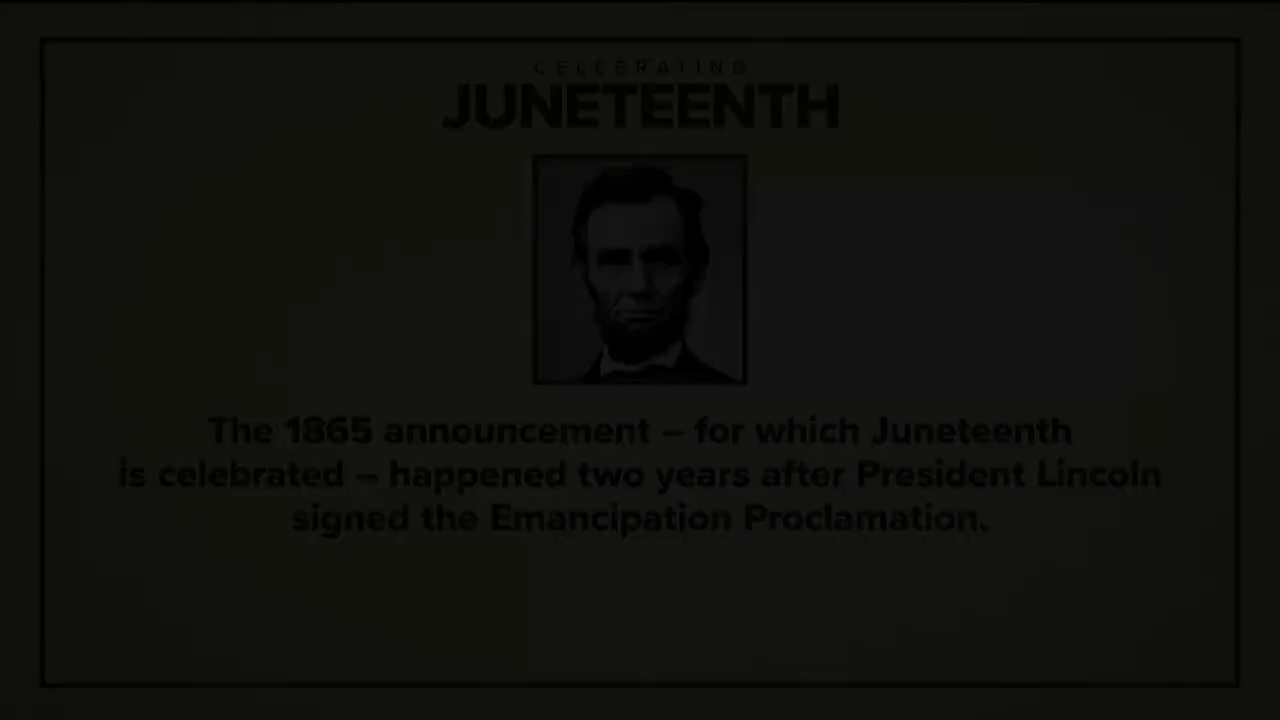 CELEBRATING
JUNETEENTH
The 1865 announcement – for which Juneteenth
is celebrated – happened two years after President Lincoln
signed the Emancipation Proclamation.